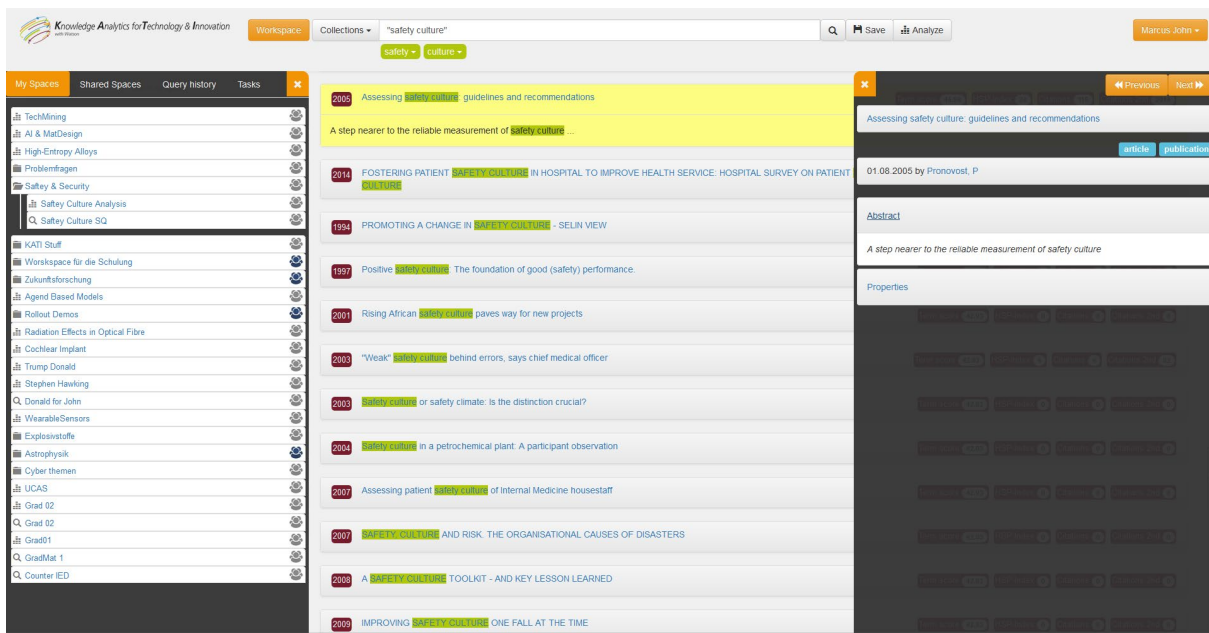 Knowledge Analytics for Technology & Innovation
with Watson
Workspace
Collections
"safety culture"
Save
Analyze
Marcus John
safety
culture
My Spaces
Shared Spaces
Query history
Tasks
TechMining
AI & MatDesign
High-Entropy Alloys
Problemfragen
Saftey & Security
Saftey Culture Analysis
Saftey Culture SQ
KATI Stuff
Worskspace für die Schulung
Zukunftsforschung
Agend Based Models
Rollout Demos
Radiation Effects in Optical Fibre
Cochlear Implant
Trump Donald
Stephen Hawking
Donald for John
WearableSensors
Explosivstoffe
Astrophysik
Cyber themen
UCAS
Grad 02
Grad 02
Grad01
GradMat 1
Counter IED
2005 Assessing safety culture: guidelines and recommendations
A step nearer to the reliable measurement of safety culture ...
2014 FOSTERING PATIENT SAFETY CULTURE IN HOSPITAL TO IMPROVE HEALTH SERVICE: HOSPITAL SURVEY ON PATIENT
CULTURE
1994 PROMOTING A CHANGE IN SAFETY CULTURE - SELIN VIEW
1997 Positive safety culture. The foundation of good (safety) performance.
2001 Rising African safety culture paves way for new projects
2003 "Weak" safety culture behind errors, says chief medical officer
2003 Safety culture or safety climate: Is the distinction crucial?
2004 Safety culture in a petrochemical plant: A participant observation
2007 Assessing patient safety culture of Internal Medicine housestaff
2007 SAFETY, CULTURE AND RISK. THE ORGANISATIONAL CAUSES OF DISASTERS
2008 A SAFETY CULTURE TOOLKIT - AND KEY LESSON LEARNED
2009 IMPROVING SAFETY CULTURE ONE FALL AT THE TIME
Previous
Next
Assessing safety culture: guidelines and recommendations
article
publication
01.08.2005 by Pronovost, P
Abstract
A step nearer to the reliable measurement of safety culture
Properties